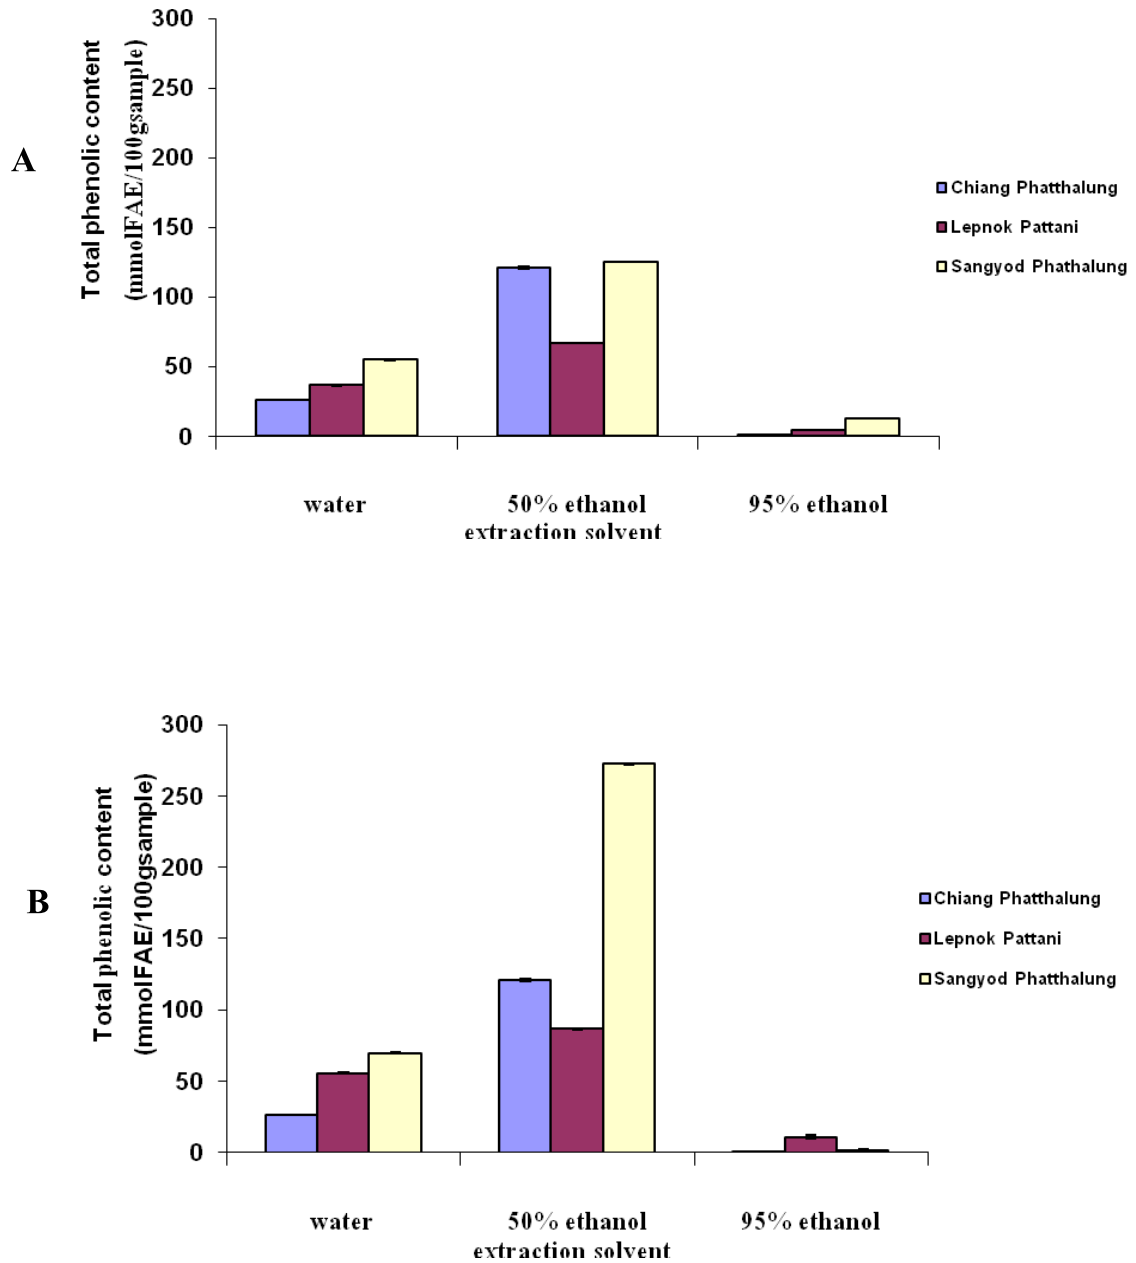 A
Total phenolic content
(mmolFAE/100gsample)
300
250
200
150
100
50
0
water
50% ethanol
95% ethanol
extraction solvent
Chiang Phatthalung
Lepnok Pattani
Sangyod Phathalung
B
Total phenolic content
(mmolFAE/100gsample)
300
250
200
150
100
50
0
water
50% ethanol
95% ethanol
extraction solvent
Chiang Phatthalung
Lepnok Pattani
Sangyod Phatthalung